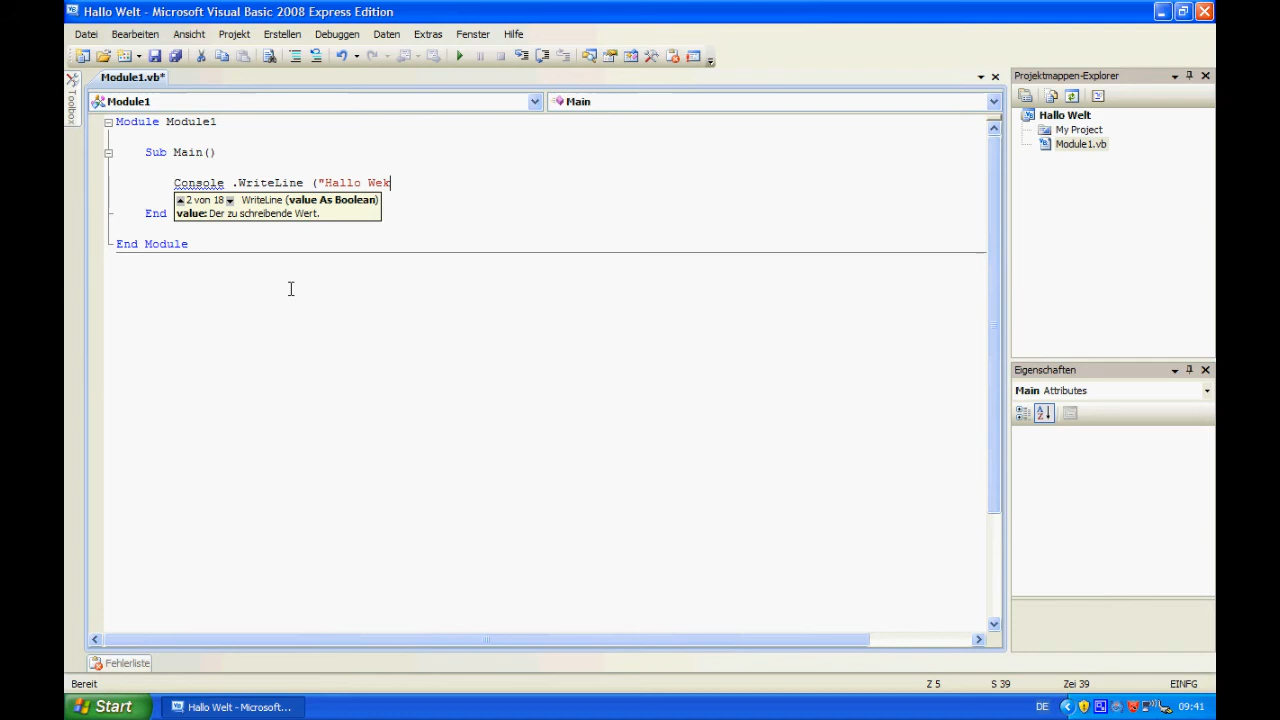 Hallo Welt - Microsoft Visual Basic 2008 Express Edition
Datei Bearbeiten Ansicht Projekt Erstellen Debuggen Daten Extras Fenster Hilfe
Toolbox
Module1.vb*
Projektmappen-Explorer
Module1 Main
Module Module1
Sub Main()
Console .WriteLine ("Hallo Wek
2 von 18 WriteLine (value As Boolean)
value: Der zu schreibende Wert.
End
End Module
Hallo Welt
My Project
Module1.vb
Eigenschaften
Main Attributes
Fehlerliste
Bereit Z 5 S 39 Zei 39 EINFG
Start Hallo Welt - Microsoft... DE 09:41